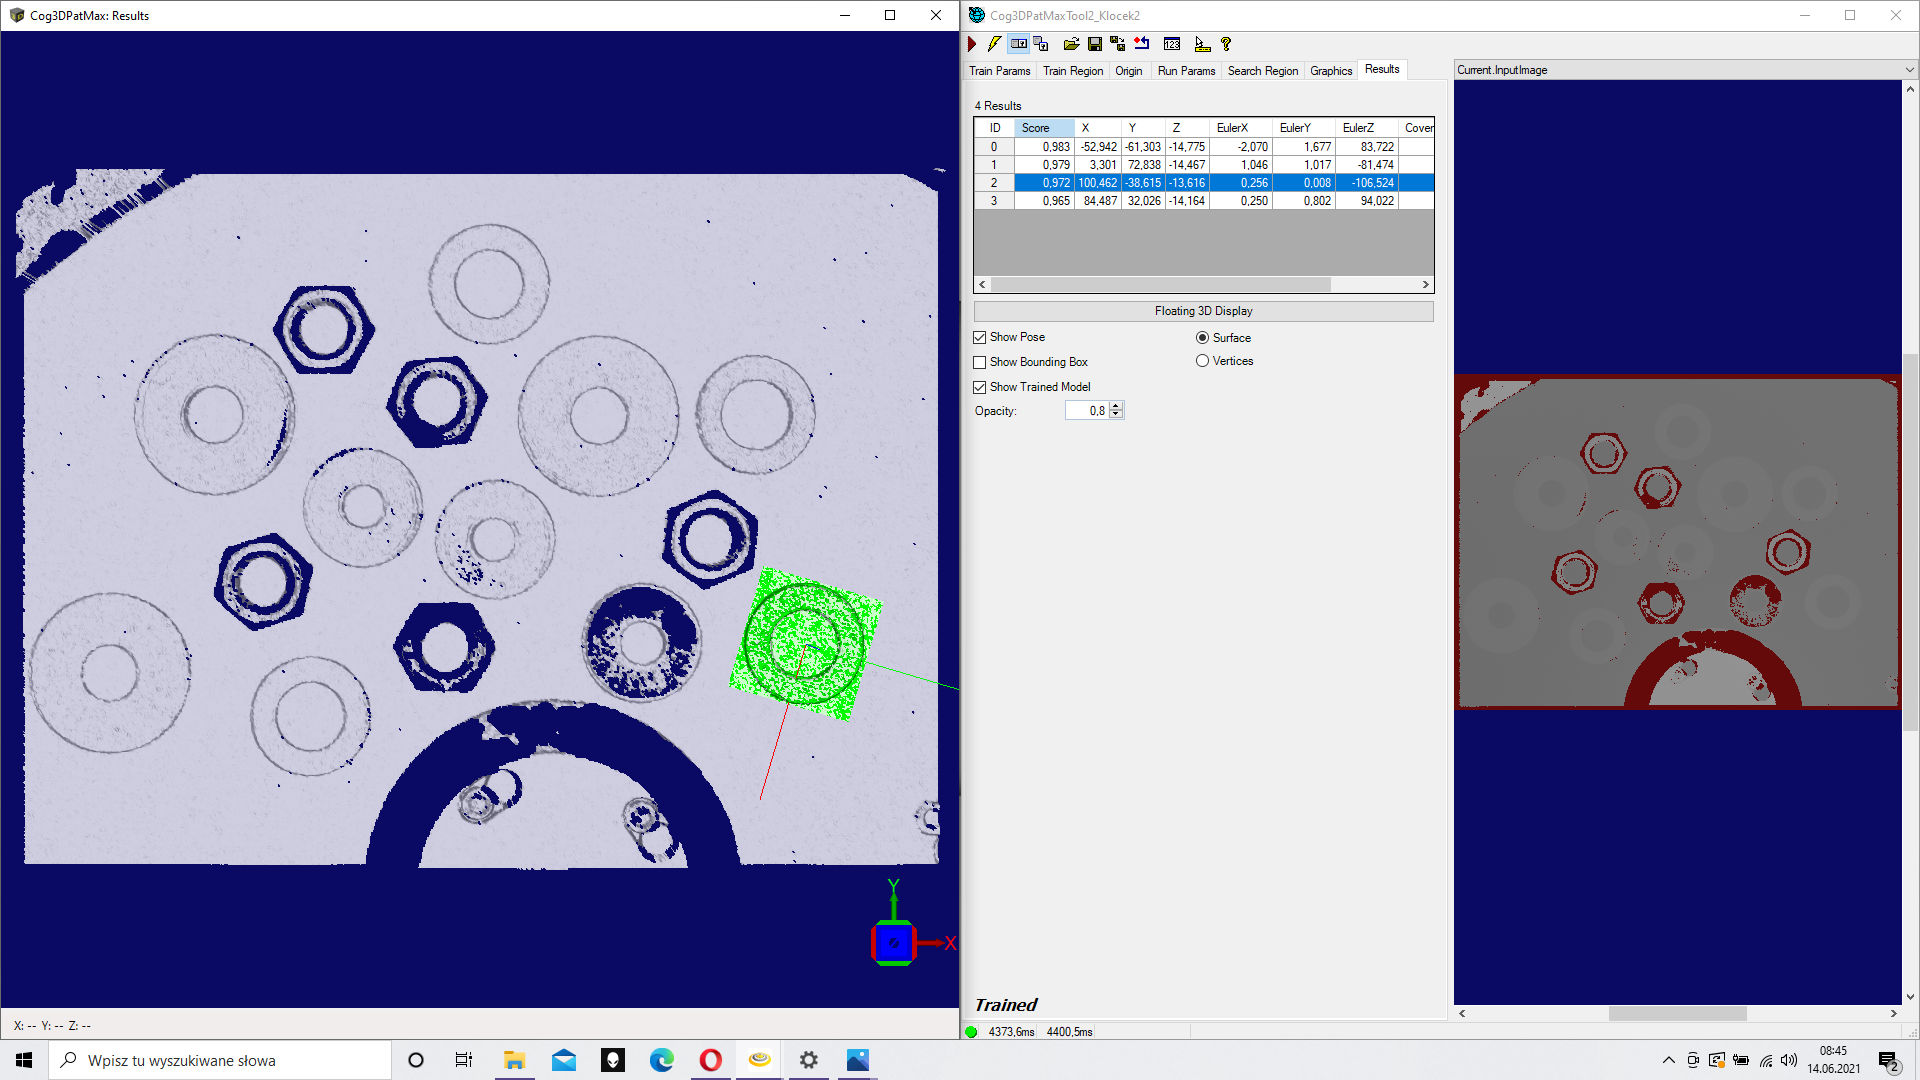 Cog3DPatMax: Results
Cog3DPatMaxTool2_Klocek2
Train Params Train Region Origin Run Params Search Region Graphics Results
Current.InputImage
4 Results
ID Score X Y Z EulerX EulerY EulerZ Cover
0 0,983 -52,942 -61,303 -14,775 -2,070 1,677 83,722
1 0,979 3,301 72,838 -14,467 1,046 1,017 -81,474
2 0,972 100,462 -38,615 -13,616 0,256 0,008 -106,524
3 0,965 84,487 32,026 -14,164 0,250 0,802 94,022
Floating 3D Display
Show Pose
Surface
Show Bounding Box
Vertices
Show Trained Model
Opacity: 0,8
Y
X
Trained
X: -- Y: -- Z: --
4373,6ms 4400,5ms
Wpisz tu wyszukiwane słowa
08:45
14.06.2021
2